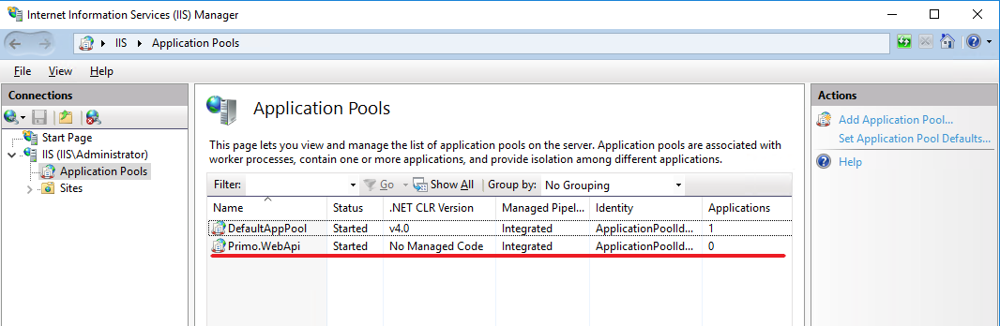 Internet Information Services (IIS) Manager
IIS Application Pools
File View Help
Connections
Start Page
IIS (IIS\Administrator)
Application Pools
Sites
Application Pools
This page lets you view and manage the list of application pools on the server. Application pools are associated with
worker processes, contain one or more applications, and provide isolation among different applications.
Filter: Go Show All Group by: No Grouping
Name Status .NET CLR Version Managed Pipel... Identity Applications
DefaultAppPool Started v4.0 Integrated ApplicationPoolId... 1
Primo.WebApi Started No Managed Code Integrated ApplicationPoolId... 0
Actions
Add Application Pool...
Set Application Pool Defaults...
Help